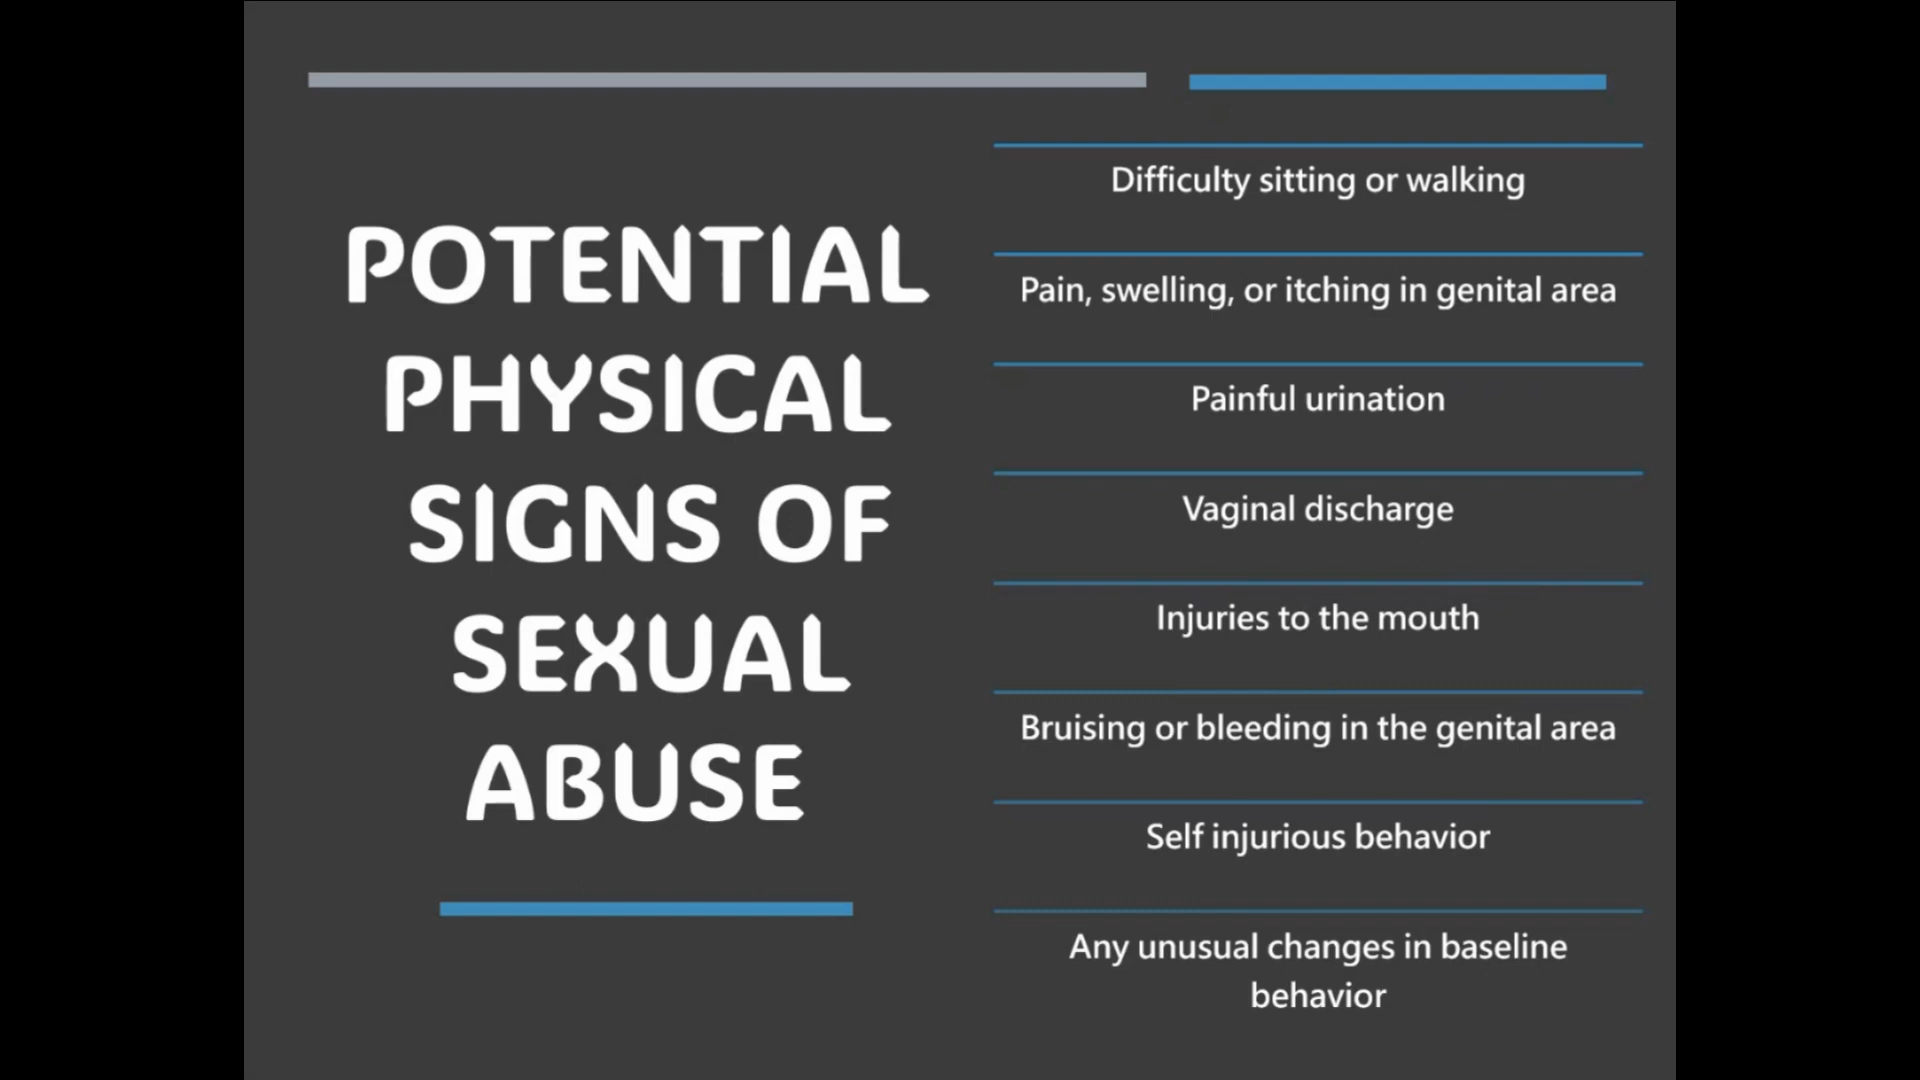 POTENTIAL
PHYSICAL
SIGNS OF
SEXUAL
ABUSE
Difficulty sitting or walking
Pain, swelling, or itching in genital area
Painful urination
Vaginal discharge
Injuries to the mouth
Bruising or bleeding in the genital area
Self injurious behavior
Any unusual changes in baseline
behavior